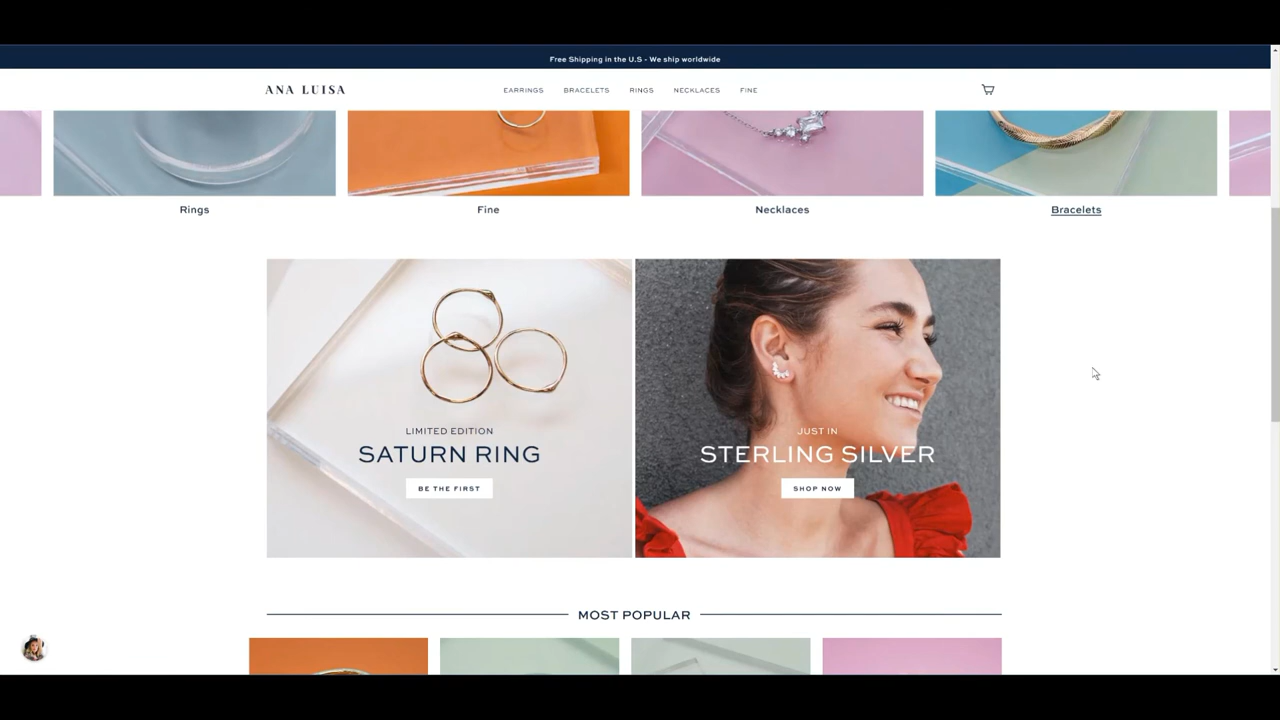 Free Shipping in the U.S - We ship worldwide
ANA LUISA
EARRINGS BRACELETS RINGS NECKLACES FINE
Rings Fine Necklaces Bracelets
LIMITED EDITION
SATURN RING
BE THE FIRST
JUST IN
STERLING SILVER
SHOP NOW
MOST POPULAR